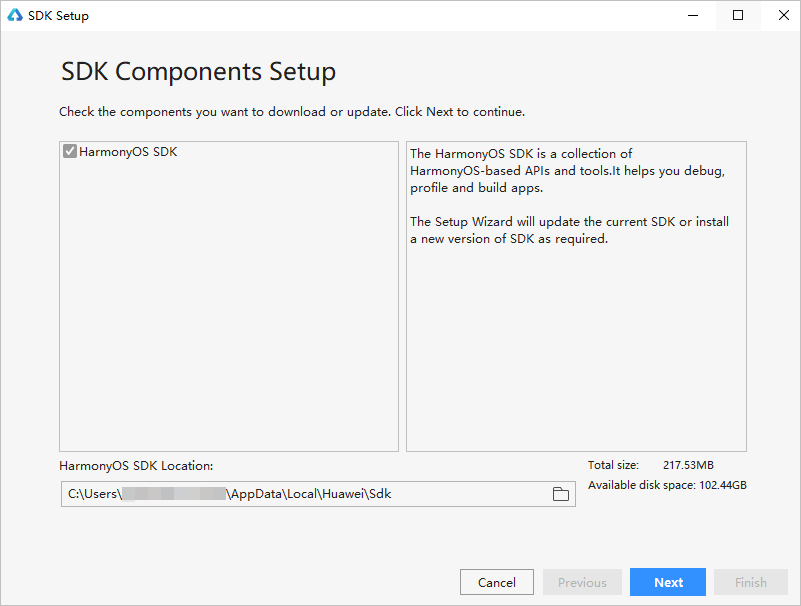 SDK Setup
SDK Components Setup
Check the components you want to download or update. Click Next to continue.
HarmonyOS SDK
The HarmonyOS SDK is a collection of
HarmonyOS-based APIs and tools.It helps you debug,
profile and build apps.
The Setup Wizard will update the current SDK or install
a new version of SDK as required.
HarmonyOS SDK Location:
Total size: 217.53MB
Available disk space: 102.44GB
C:\Users\ \AppData\Local\Huawei\Sdk
Cancel Previous Next Finish